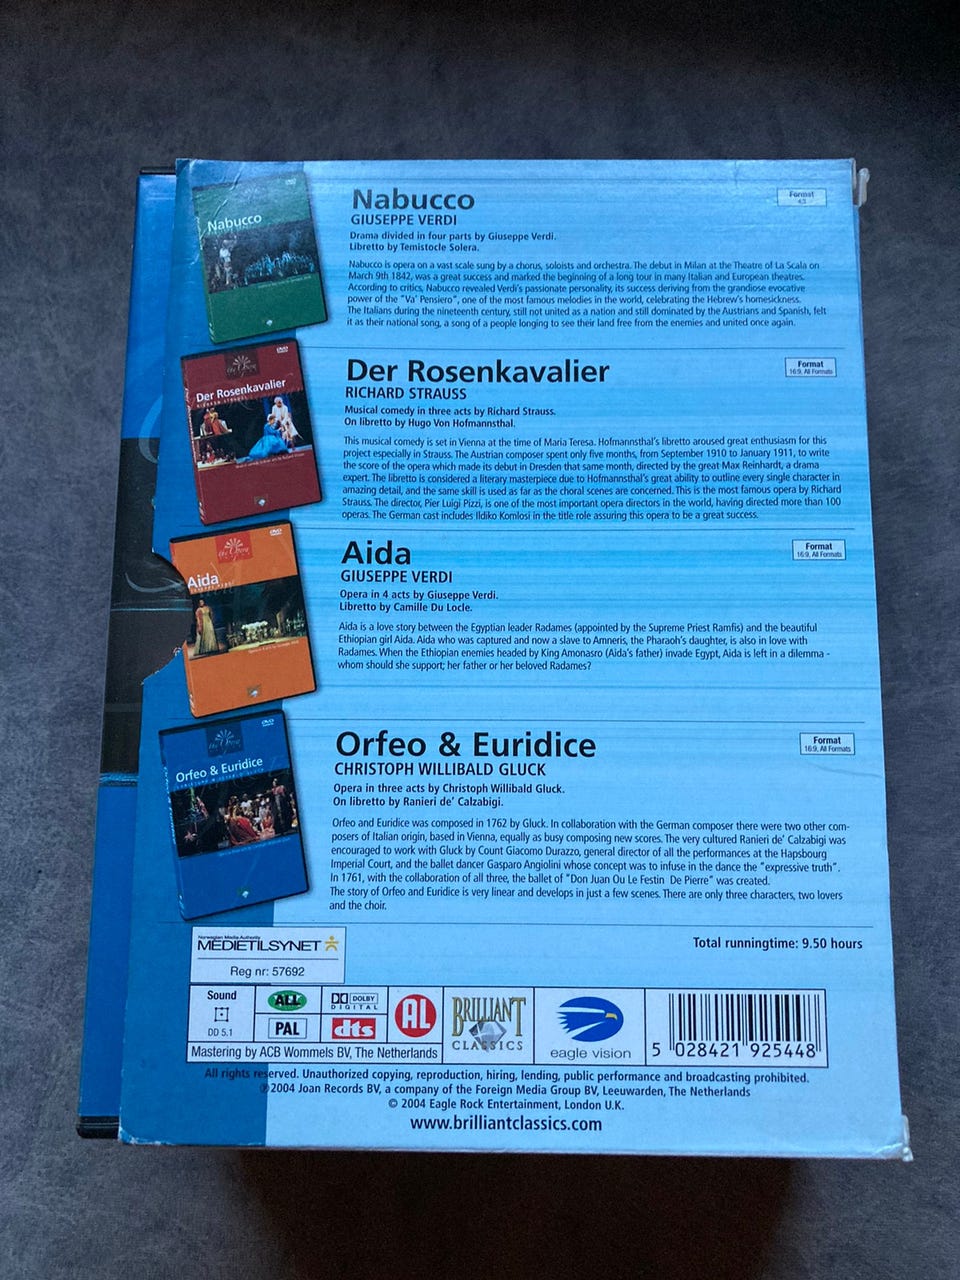 Nabucco
GIUSEPPE VERDI
Drama divided in four parts by Giuseppe Verdi.
Libretto by Temistocle Solera.
Format
4:3
Nabucco is opera on a vast scale sung by a chorus, soloists and orchestra. The debut in Milan at the Theatre of La Scala on
March 9th 1842, was a great success and marked the beginning of a long tour in many Italian and European theatres.
According to critics, Nabucco revealed Verdi's passionate personality, its success deriving from the grandiose evocative
power of the "Va' Pensiero", one of the most famous melodies in the world, celebrating the Hebrew's homesickness.
The Italians during the nineteenth century, still not united as a nation and still dominated by the Austrians and Spanish, felt
it as their national song, a song of a people longing to see their land free from the enemies and united once again.
Nabucco
Der Rosenkavalier
RICHARD STRAUSS
Musical comedy in three acts by Richard Strauss.
On libretto by Hugo Von Hofmannsthal.
Format
16:9, All Formats
This musical comedy is set in Vienna at the time of Maria Teresa. Hofmannsthal's libretto aroused great enthusiasm for this
project especially in Strauss. The Austrian composer spent only five months, from September 1910 to January 1911, to write
the score of the opera which made its debut in Dresden that same month, directed by the great Max Reinhardt, a drama
expert. The libretto is considered a literary masterpiece due to Hofmannsthal's great ability to outline every single character in
amazing detail, and the same skill is used as far as the choral scenes are concerned. This is the most famous opera by Richard
Strauss. The director, Pier Luigi Pizzi, is one of the most important opera directors in the world, having directed more than 100
operas. The German cast includes Ildiko Komlosi in the title role assuring this opera to be a great success.
the Opera
DVD
Der Rosenkavalier
RICHARD STRAUSS
Aida
GIUSEPPE VERDI
Opera in 4 acts by Giuseppe Verdi.
Libretto by Camille Du Locle.
Format
16:9, All Formats
Aida is a love story between the Egyptian leader Radames (appointed by the Supreme Priest Ramfis) and the beautiful
Ethiopian girl Aida. Aida who was captured and now a slave to Amneris, the Pharaoh's daughter, is also in love with
Radames. When the Ethiopian enemies headed by King Amonasro (Aida's father) invade Egypt, Aida is left in a dilemma -
whom should she support; her father or her beloved Radames?
the Opera
DVD
Aida
Orfeo & Euridice
CHRISTOPH WILLIBALD GLUCK
Opera in three acts by Christoph Willibald Gluck.
On libretto by Ranieri de' Calzabigi.
Format
16:9, All Formats
Orfeo and Euridice was composed in 1762 by Gluck. In collaboration with the German composer there were two other com-
posers of Italian origin, based in Vienna, equally as busy composing new scores. The very cultured Ranieri de' Calzabigi was
encouraged to work with Gluck by Count Giacomo Durazzo, general director of all the performances at the Hapsbourg
Imperial Court, and the ballet dancer Gasparo Angiolini whose concept was to infuse in the dance the "expressive truth".
In 1761, with the collaboration of all three, the ballet of "Don Juan Ou Le Festin De Pierre" was created.
The story of Orfeo and Euridice is very linear and develops in just a few scenes. There are only three characters, two lovers
and the choir.
the Opera
DVD
Orfeo & Euridice
CHRISTOPH WILLIBALD GLUCK
Total runningtime: 9.50 hours
Norwegian Media Authority
MEDIETILSYNET
Reg nr: 57692
Sound
DD 5.1
ALL
PAL
DOLBY
DIGITAL
dts
AL
BRILLIANT
CLASSICS
eagle vision
5 028421 925448
Mastering by ACB Wommels BV, The Netherlands
All rights reserved. Unauthorized copying, reproduction, hiring, lending, public performance and broadcasting prohibited.
℗2004 Joan Records BV, a company of the Foreign Media Group BV, Leeuwarden, The Netherlands
© 2004 Eagle Rock Entertainment, London U.K.
www.brilliantclassics.com